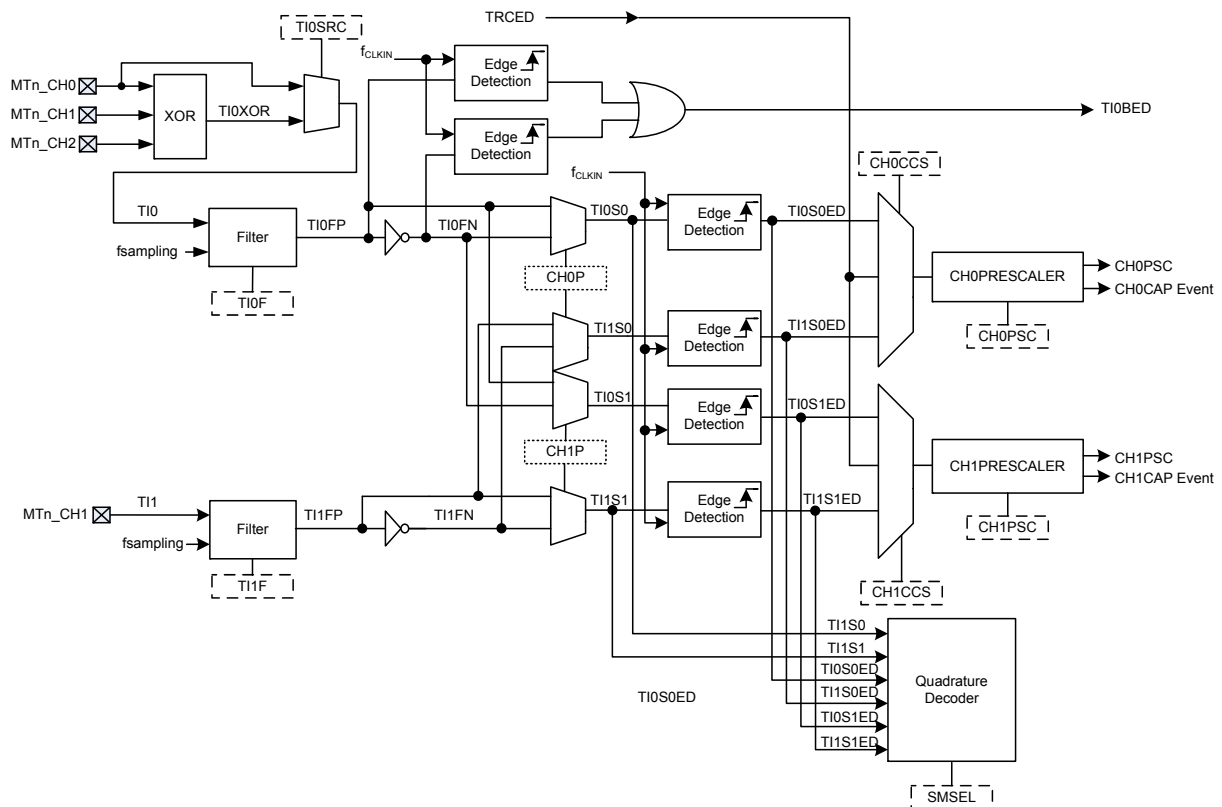 TRCED
TI0SRC
fCLKIN
Edge Detection
MTn_CH0
MTn_CH1
MTn_CH2
XOR
TI0XOR
TI0BED
Edge Detection
fCLKIN
CH0CCS
TI0
fsampling
Filter
TI0F
TI0FP
TI0FN
TI0S0
Edge Detection
TI0S0ED
CH0P
CH0PRESCALER
CH0PSC
CH0CAP Event
CH0PSC
TI1S0
Edge Detection
TI1S0ED
TI0S1
Edge Detection
TI0S1ED
CH1P
CH1PRESCALER
CH1PSC
CH1CAP Event
CH1PSC
MTn_CH1
TI1
fsampling
Filter
TI1F
TI1FP
TI1FN
TI1S1
Edge Detection
TI1S1ED
CH1CCS
TI1S0
TI1S1
TI0S0ED
TI1S0ED
TI0S1ED
TI1S1ED
TI0S0ED
Quadrature
Decoder
SMSEL